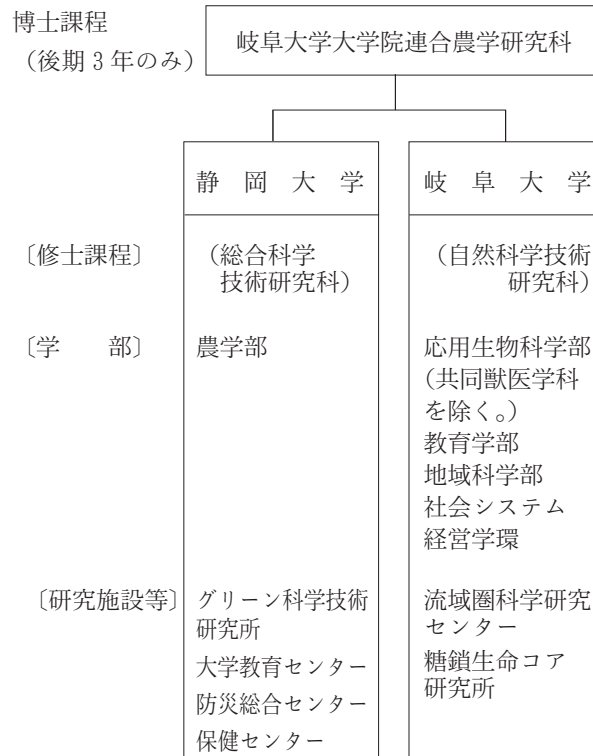 博士課程
（後期3年のみ）
岐阜大学大学院連合農学研究科
静岡大学
岐阜大学
〔修士課程〕
（総合科学
技術研究科）
（自然科学技術
研究科）
〔学　　部〕
農学部
応用生物科学部
（共同獣医学科
を除く。）
教育学部
地域科学部
社会システム
経営学環
〔研究施設等〕
グリーン科学技術
研究所
大学教育センター
防災総合センター
保健センター
流域圏科学研究
センター
糖鎖生命コア
研究所